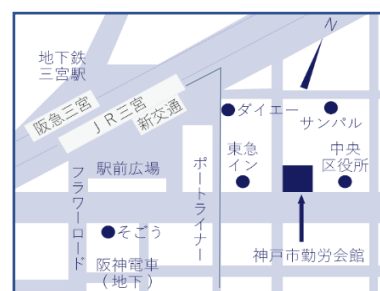 N
地下鉄
三宮駅
阪急三宮
ＪＲ三宮
新交通
ダイエー
サンパル
東急
イン
中央
区役所
駅前広場
ポートライナー
フラワーロード
そごう
神戸市勤労会館
阪神電車
(地下)